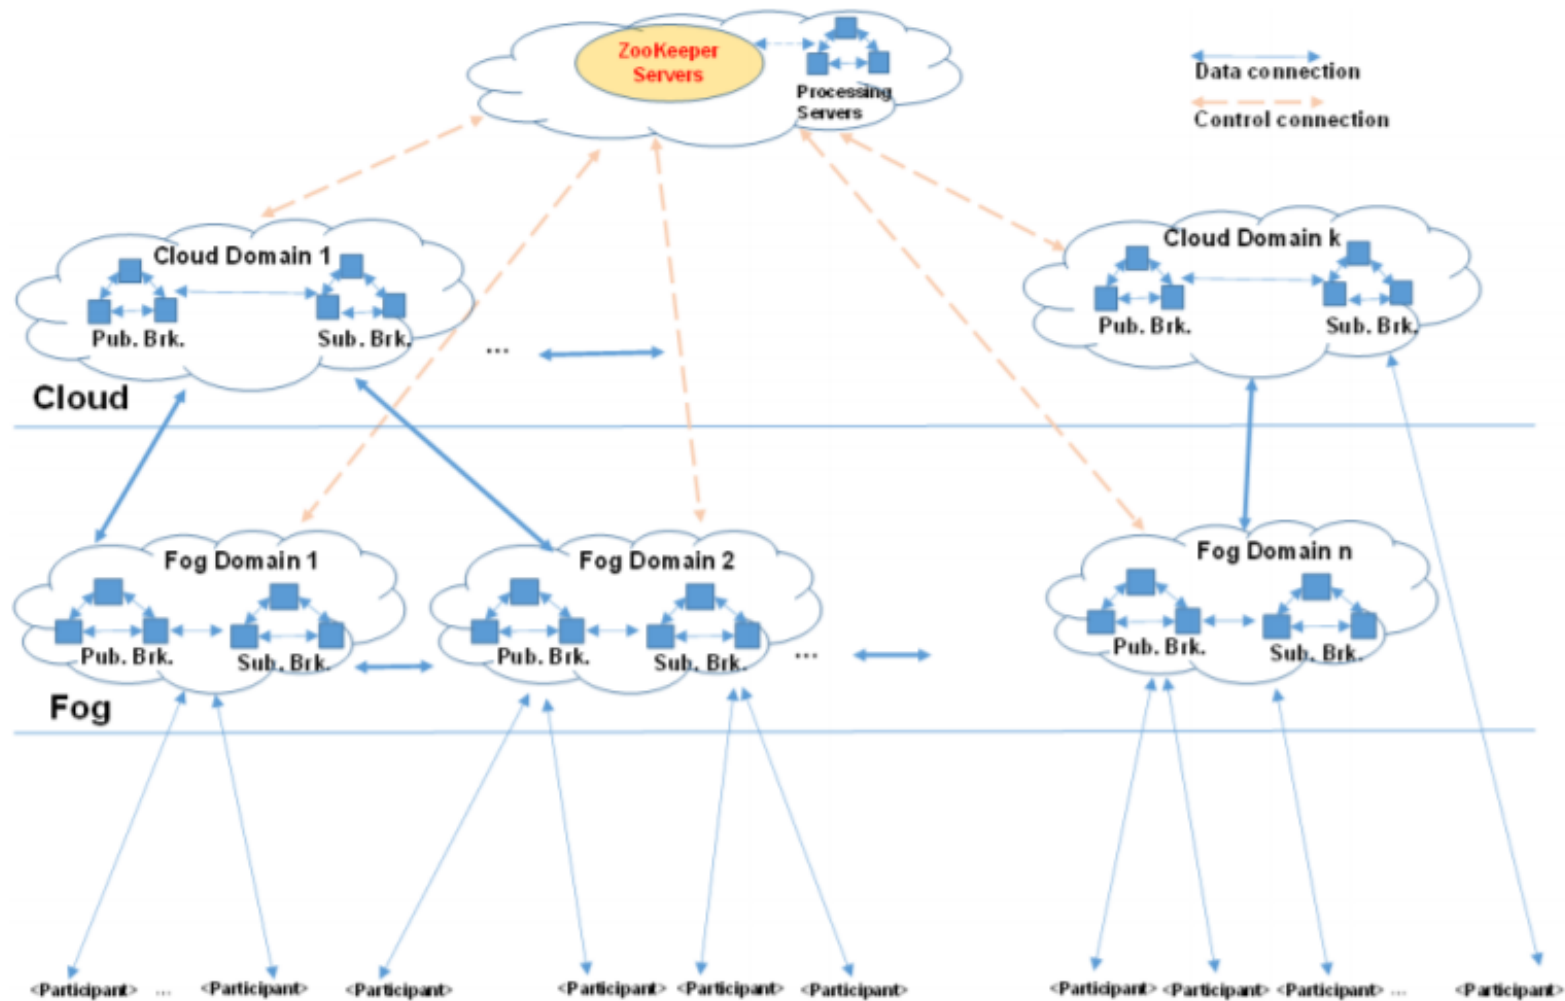 ZooKeeper
Servers
Processing
Servers
Data connection
Control connection
Cloud Domain 1
Pub. Brk.
Sub. Brk.
...
Cloud Domain k
Pub. Brk.
Sub. Brk.
Cloud
Fog Domain 1
Pub. Brk.
Sub. Brk.
Fog Domain 2
Pub. Brk.
Sub. Brk.
...
Fog Domain n
Pub. Brk.
Sub. Brk.
Fog
<Participant> ... <Participant> <Participant> <Participant> <Participant> <Participant> <Participant> <Participant> <Participant> ... <Participant>